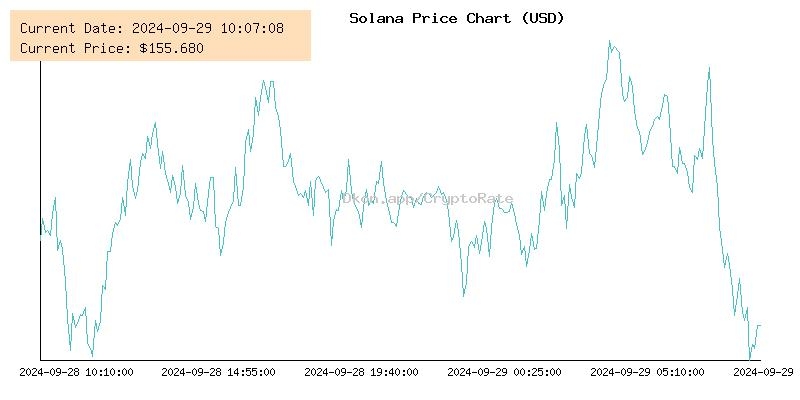 Solana Price Chart (USD)
Current Date: 2024-09-29 10:07:08
Current Price: $155.680
Dkon.app/CryptoRate
2024-09-28 10:10:00 2024-09-28 14:55:00 2024-09-28 19:40:00 2024-09-29 00:25:00 2024-09-29 05:10:00 2024-09-29